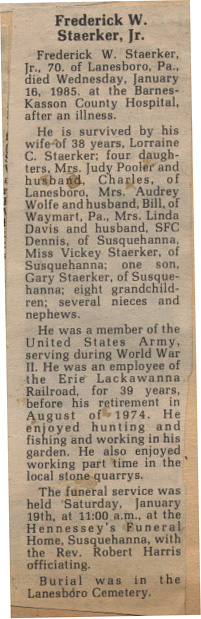 Frederick W.
Staerker, Jr.
Frederick W. Staerker,
Jr., 70. of Lanesboro, Pa.,
died Wednesday, January
16, 1985. at the Barnes-
Kasson County Hospital,
after an illness.
He is survived by his
wife of 38 years, Lorraine
C. Staerker; four daugh-
ters, Mrs. Judy Pooler and
husband, Charles, of
Lanesboro, Mrs. Audrey
Wolfe and husband, Bill, of
Waymart, Pa., Mrs. Linda
Davis and husband, SFC
Dennis, of Susquehanna,
Miss Vickey Staerker, of
Susquehanna; one son,
Gary Staerker, of Susque-
hanna; eight grandchild-
ren; several nieces and
nephews.
He was a member of the
United States Army,
serving during World War
II. He was an employee of
the Erie Lackawanna
Railroad, for 39 years,
before his retirement in
August of 1974. He
enjoyed hunting and
fishing and working in his
garden. He also enjoyed
working part time in the
local stone quarrys.
The funeral service was
held Saturday, January
19th, at 11:00 a.m., at the
Hennessey's Funeral
Home, Susquehanna, with
the Rev. Robert Harris
officiating.
Burial was in the
Lanesboro Cemetery.